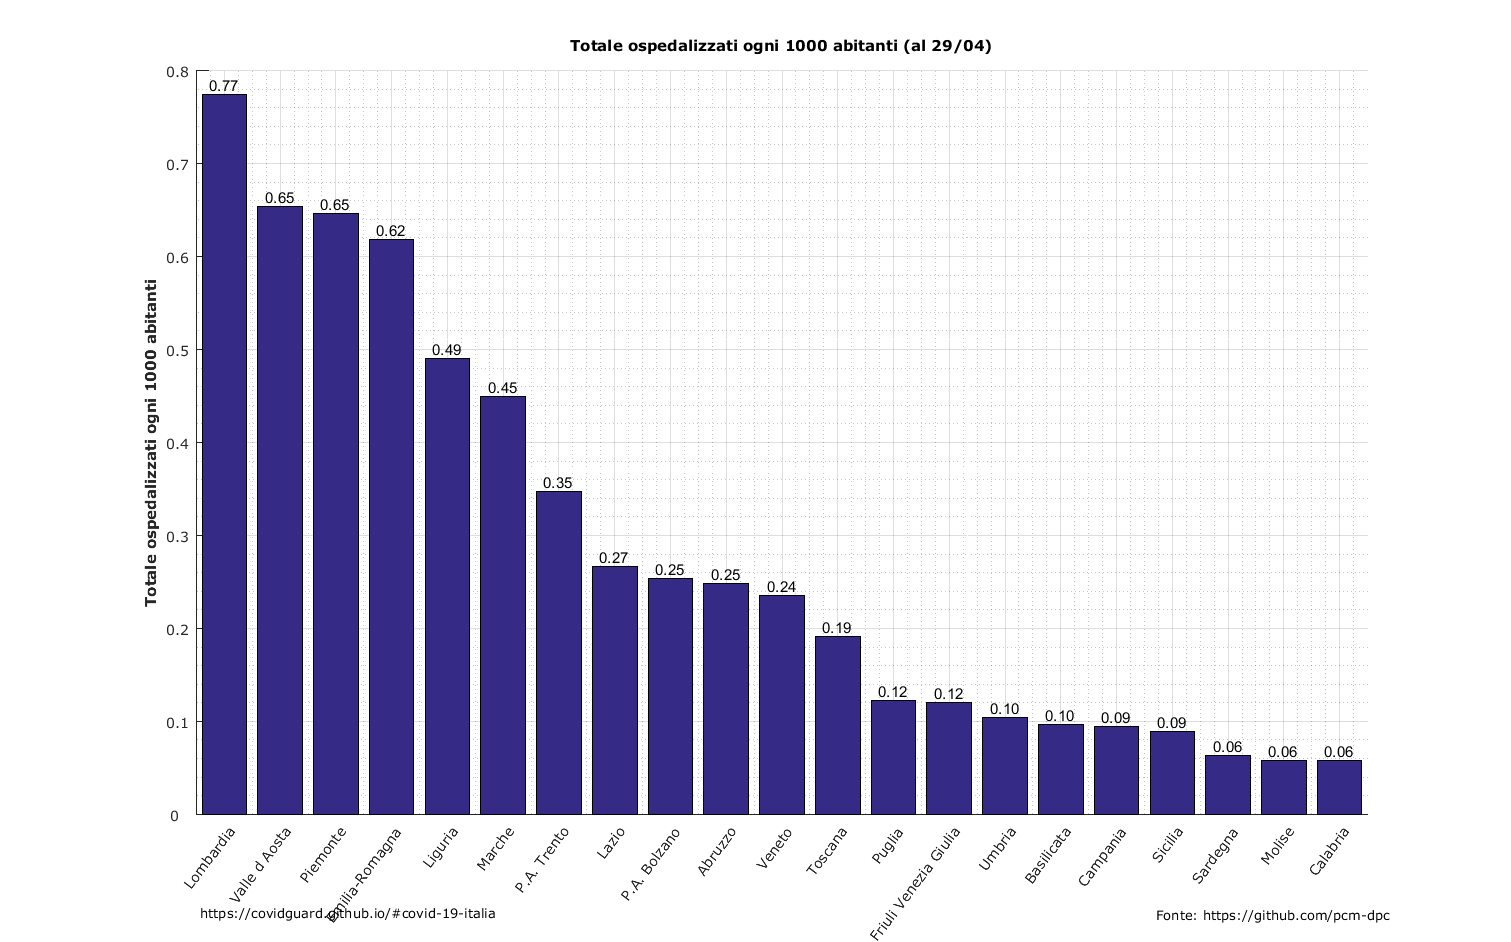 Totale ospedalizzati ogni 1000 abitanti (al 29/04)
Totale ospedalizzati ogni 1000 abitanti
0.8
0.7
0.6
0.5
0.4
0.3
0.2
0.1
0
0.77
0.65
0.65
0.62
0.49
0.45
0.35
0.27
0.25
0.25
0.24
0.19
0.12
0.12
0.10
0.10
0.09
0.09
0.06
0.06
0.06
Lombardia
Valle d Aosta
Piemonte
Emilia-Romagna
Liguria
Marche
P.A. Trento
Lazio
P.A. Bolzano
Abruzzo
Veneto
Toscana
Puglia
Friuli Venezia Giulia
Umbria
Basilicata
Campania
Sicilia
Sardegna
Molise
Calabria
https://covidguard.github.io/#covid-19-italia
Fonte: https://github.com/pcm-dpc